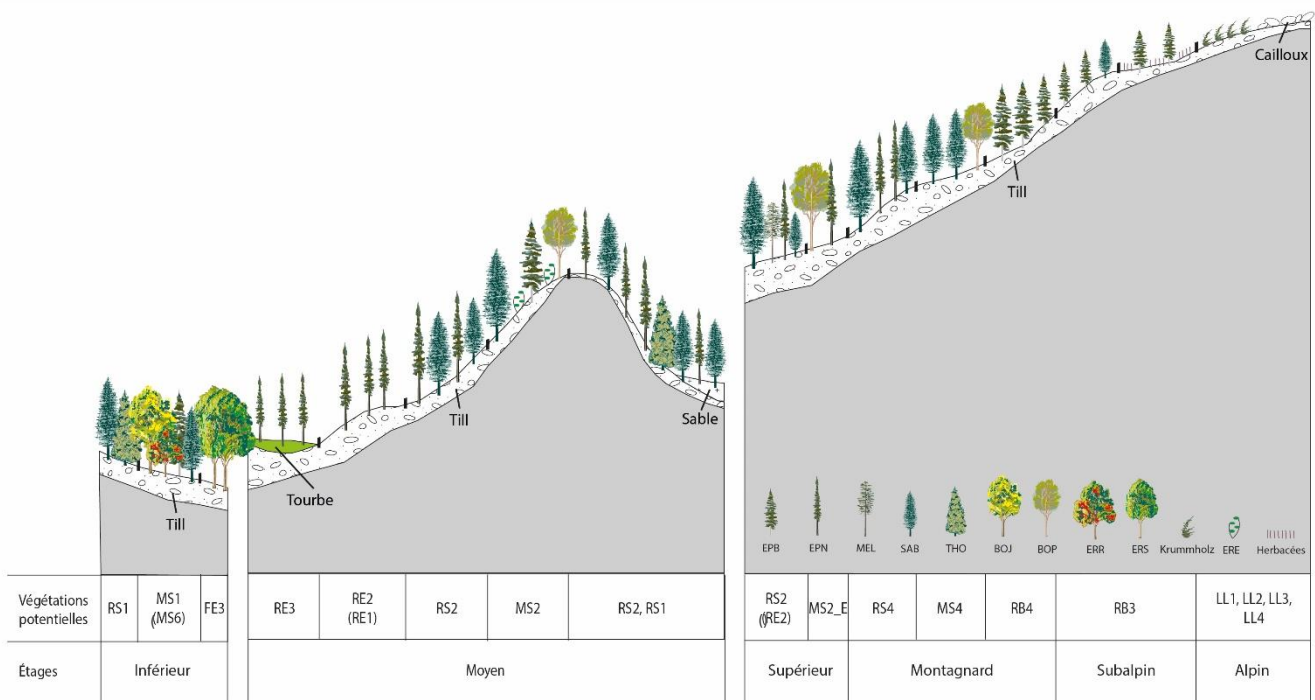 Cailloux
Till
Sable
Till
Tourbe
Till
EPB EPN MEL SAB THO BOJ BOP ERR ERS Krummholz ERE Herbacées
Végétations potentielles
RS1
MS1
(MS6)
FE3
RE3
RE2
(RE1)
RS2
MS2
RS2, RS1
RS2
((RE2)
MS2_E
RS4
MS4
RB4
RB3
LL1, LL2, LL3,
LL4
Étages
Inférieur
Moyen
Supérieur
Montagnard
Subalpin
Alpin